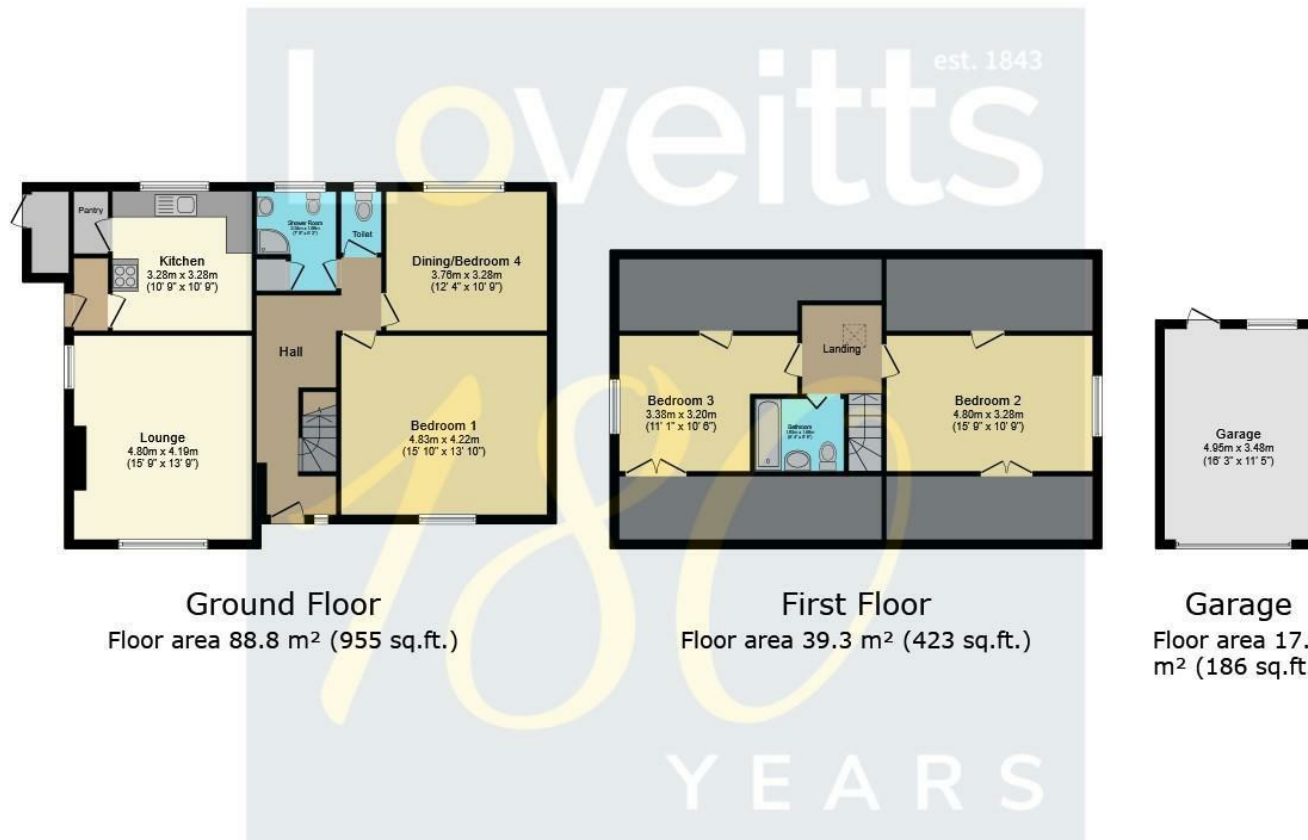 Loveitts
est. 1843
180
YEARS
Pantry
Kitchen
3.28m x 3.28m
(10' 9" x 10' 9")
Shower Room
Toilet
Dining/Bedroom 4
3.76m x 3.28m
(12' 4" x 10' 9")
Hall
Lounge
4.80m x 4.19m
(15' 9" x 13' 9")
Bedroom 1
4.83m x 4.22m
(15' 10" x 13' 10")
Ground Floor
Floor area 88.8 m² (955 sq.ft.)
Landing
Bedroom 3
3.38m x 3.20m
(11' 1" x 10' 6")
Bathroom
Bedroom 2
4.80m x 3.28m
(15' 9" x 10' 9")
First Floor
Floor area 39.3 m² (423 sq.ft.)
Garage
4.95m x 3.48m
(16' 3" x 11' 5")
Garage
Floor area 17.
m² (186 sq.ft